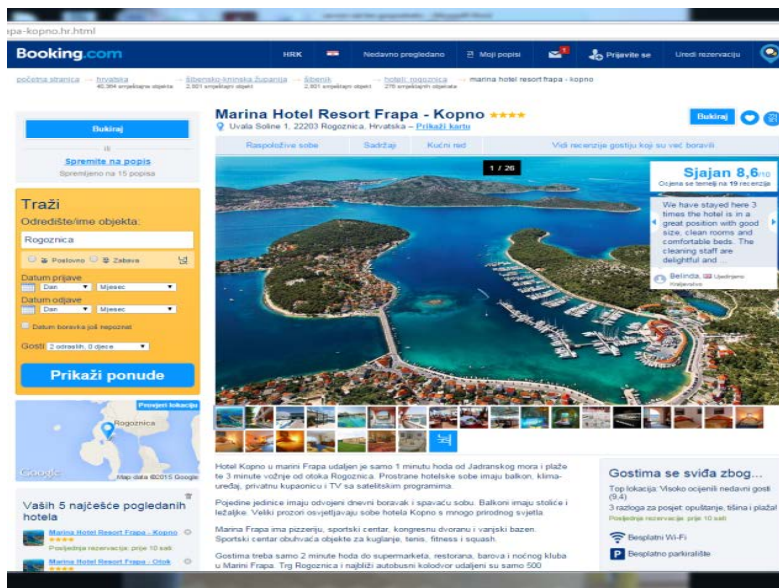 apa-kopno.hr.html
Booking.com
HRK
Nedavno pregledano
Moji popisi
1
Prijavite se
Uredi rezervaciju
početna stranica → hrvatska → šibensko-kninska županija → šibenik → hoteli: rogoznica → marina hotel resort frapa - kopno
Bukiraj
ili
Spremite na popis
Spremljeno na 15 popisa
Traži
Odredište/ime objekta:
Rogoznica
Poslovno
Zabava
Datum prijave
Dan
Mjesec
Datum odjave
Dan
Mjesec
Datum boravka još nepoznat
Gosti
2 odraslih, 0 djece
Prikaži ponude
Provjeri lokaciju
Rogoznica
Google
Map data ©2015 Google
Vaših 5 najčešće pogledanih
hotela
Marina Hotel Resort Frapa - Kopno
Posljednja rezervacija: prije 10 sati
Marina Hotel Resort Frapa - Otok
Marina Hotel Resort Frapa - Kopno
Uvala Soline 1, 22203 Rogoznica, Hrvatska – Prikaži kartu
Bukiraj
Raspoložive sobe
Sadržaji
Kućni red
Vidi recenzije gostiju koji su već boravili
1 / 26
Sjajan 8,6/10
Ocjena se temelji na 19 recenzija
We have stayed here 3
times the hotel is in a
great position with good
size, clean rooms and
comfortable beds. The
cleaning staff are
delightful and ...
Belinda,
Ujedinjeno
Kraljevstvo
Hotel Kopno u marini Frapa udaljen je samo 1 minutu hoda od Jadranskog mora i plaže
te 3 minute vožnje od otoka Rogoznica. Prostrane hotelske sobe imaju balkon, klima-
uređaj, privatnu kupaonicu i TV sa satelitskim programima.
Pojedine jedinice imaju odvojeni dnevni boravak i spavaću sobu. Balkoni imaju stoliće i
ležaljke. Veliki prozori osvjetljavaju sobe hotela Kopno s mnogo prirodnog svjetla
Marina Frapa ima pizzeriju, sportski centar, kongresnu dvoranu i vanjski bazen.
Sportski centar obuhvaća objekte za kuglanje, tenis, fitness i squash.
Gostima treba samo 2 minute hoda do supermarketa, restorana, barova i noćnog kluba
u Marini Frapa. Trg Rogoznica i najbliži autobusni kolodvor udaljeni su samo 500
Gostima se sviđa zbog...
Top lokacija: Visoko ocijenili nedavni gosti
(9.4)
3 razloga za posjet: opuštanje, tišina i plaža!
Posljednja rezervacija: prije 10 sati
Besplatni Wi-Fi
P Besplatno parkiralište